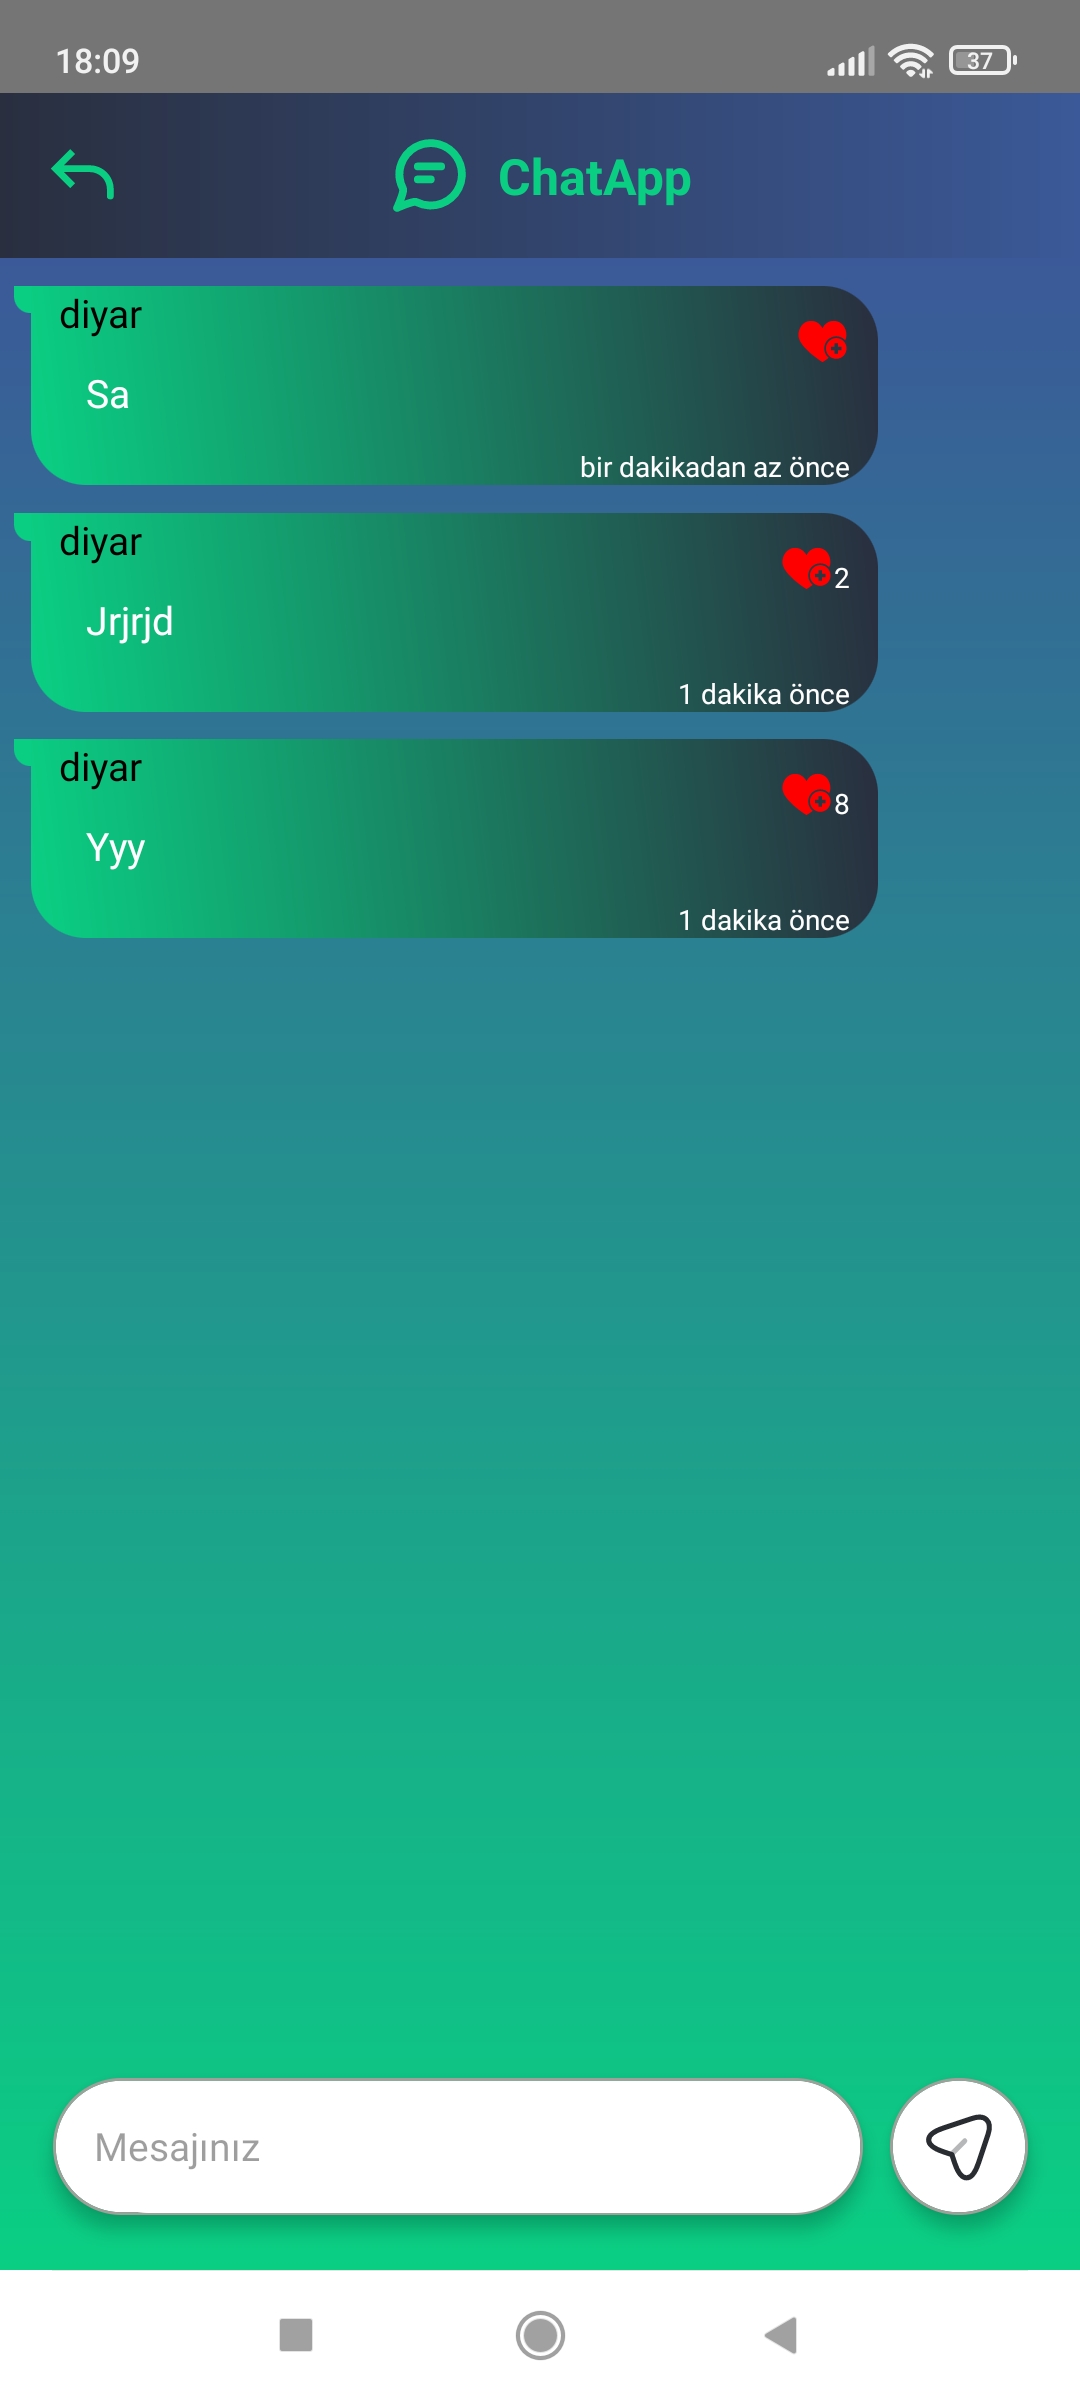 18:09
37
ChatApp
diyar
Sa
bir dakikadan az önce
diyar
2
Jrjrjd
1 dakika önce
diyar
8
Yyy
1 dakika önce
Mesajınız